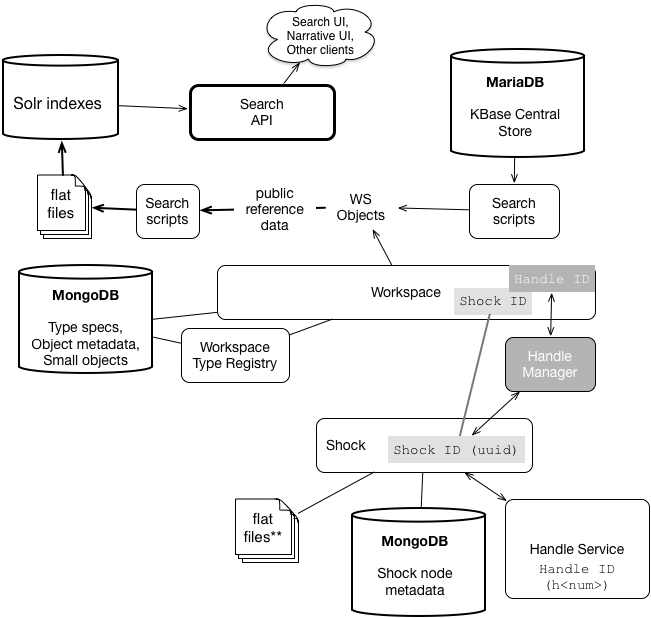 Search UI,
Narrative UI,
Other clients
Solr indexes
Search
API
MariaDB
KBase Central
Store
flat
files
Search
scripts
public
reference
data
WS
Objects
Search
scripts
MongoDB
Type specs,
Object metadata,
Small objects
Workspace
Handle ID
Shock ID
Workspace
Type Registry
Handle
Manager
Shock
Shock ID (uuid)
flat
files**
MongoDB
Shock node
metadata
Handle Service
Handle ID
(h<num>)